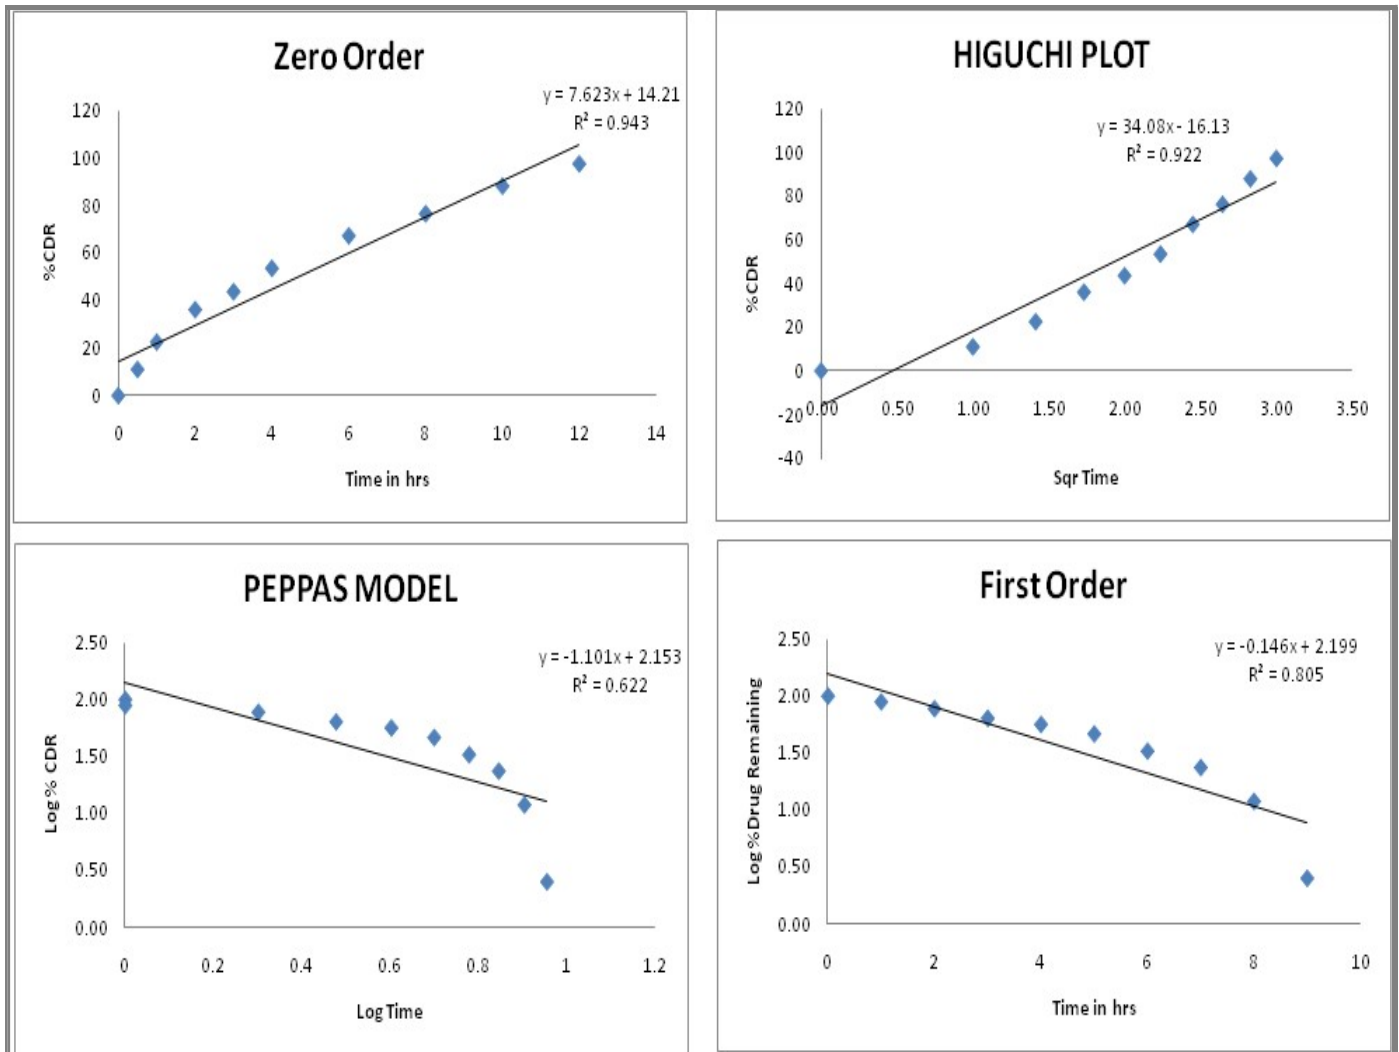 Zero Order
y = 7.623x + 14.21
R² = 0.943
120
100
80
60
40
20
0
%CDR
0 2 4 6 8 10 12 14
Time in hrs
HIGUCHI PLOT
y = 34.08x - 16.13
R² = 0.922
120
100
80
60
40
20
0
-20
-40
%CDR
0.00 0.50 1.00 1.50 2.00 2.50 3.00 3.50
Sqr Time
PEPPAS MODEL
y = -1.101x + 2.153
R² = 0.622
2.50
2.00
1.50
1.00
0.50
0.00
Log % CDR
0 0.2 0.4 0.6 0.8 1 1.2
Log Time
First Order
y = -0.146x + 2.199
R² = 0.805
2.50
2.00
1.50
1.00
0.50
0.00
Log % Drug Remaining
0 2 4 6 8 10
Time in hrs